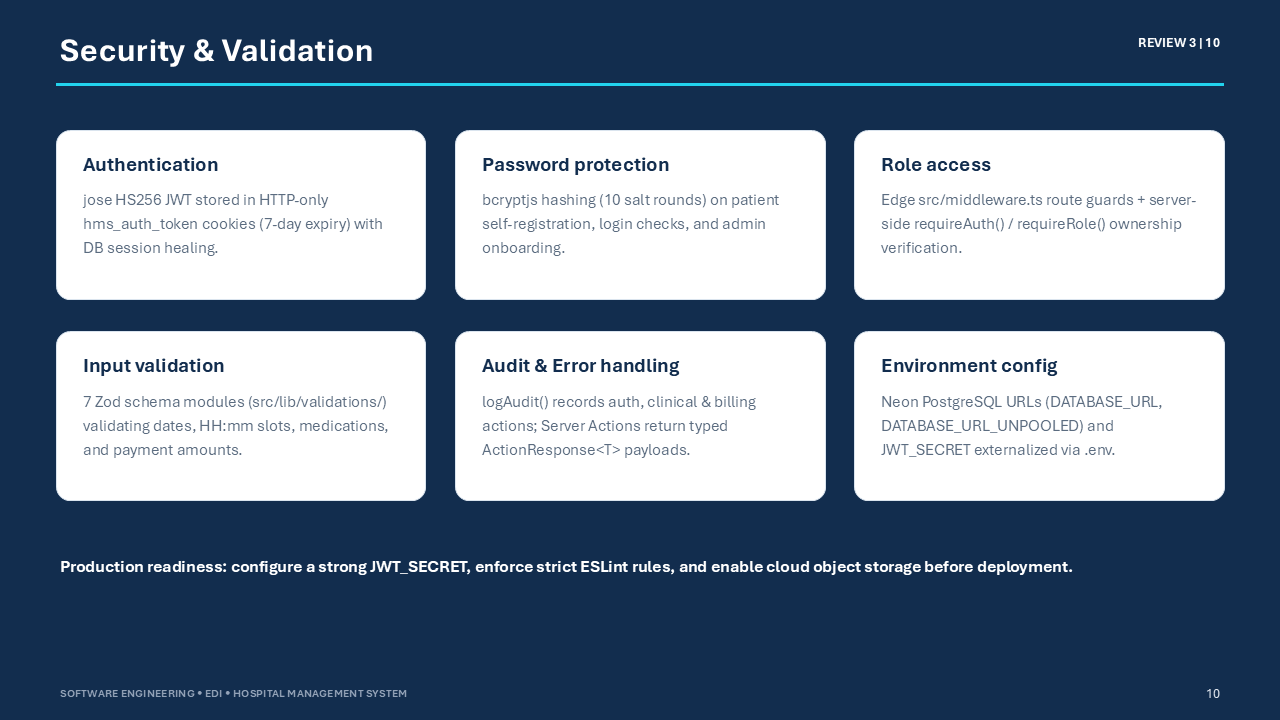 Security & Validation
REVIEW 3 | 10
Authentication
jose HS256 JWT stored in HTTP-only
hms_auth_token cookies (7-day expiry) with
DB session healing.
Password protection
bcryptjs hashing (10 salt rounds) on patient
self-registration, login checks, and admin
onboarding.
Role access
Edge src/middleware.ts route guards + server-
side requireAuth() / requireRole() ownership
verification.
Input validation
7 Zod schema modules (src/lib/validations/)
validating dates, HH:mm slots, medications,
and payment amounts.
Audit & Error handling
logAudit() records auth, clinical & billing
actions; Server Actions return typed
ActionResponse<T> payloads.
Environment config
Neon PostgreSQL URLs (DATABASE_URL,
DATABASE_URL_UNPOOLED) and
JWT_SECRET externalized via .env.
Production readiness: configure a strong JWT_SECRET, enforce strict ESLint rules, and enable cloud object storage before deployment.
SOFTWARE ENGINEERING • EDI • HOSPITAL MANAGEMENT SYSTEM
10